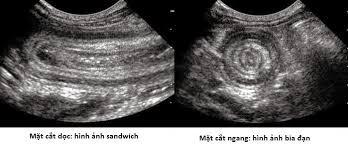 Mặt cắt dọc: hình ảnh sandwich
Mặt cắt ngang: hình ảnh bia đạn